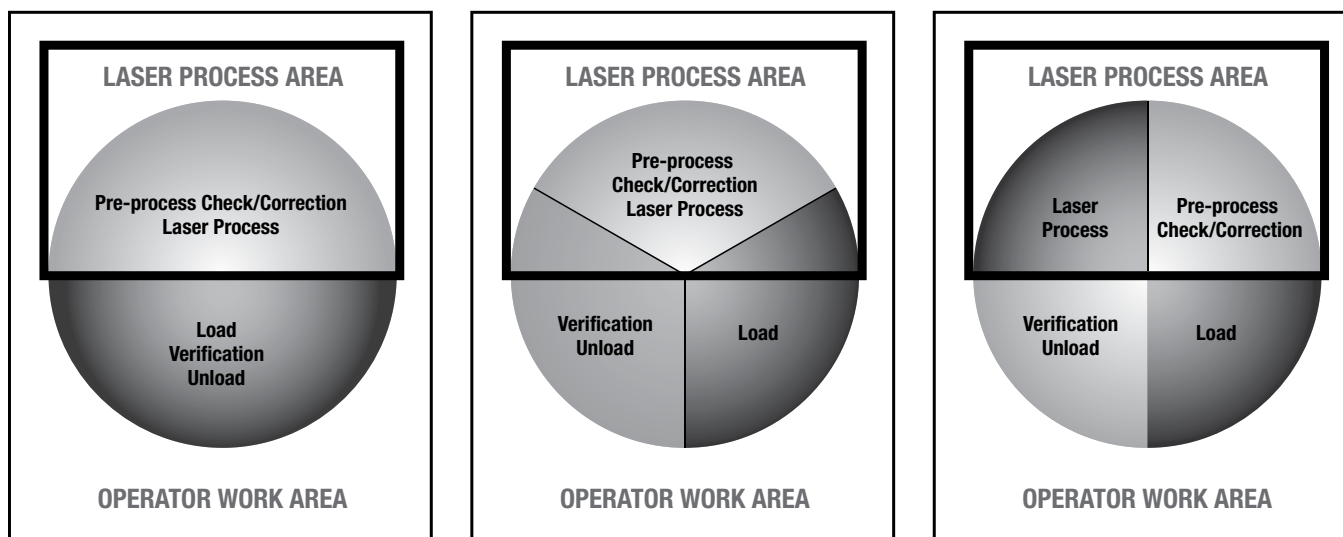 LASER PROCESS AREA
Pre-process Check/Correction
Laser Process
Load
Verification
Unload
OPERATOR WORK AREA
LASER PROCESS AREA
Pre-process
Check/Correction
Laser Process
Verification
Unload
Load
OPERATOR WORK AREA
LASER PROCESS AREA
Laser
Process
Pre-process
Check/Correction
Verification
Unload
Load
OPERATOR WORK AREA